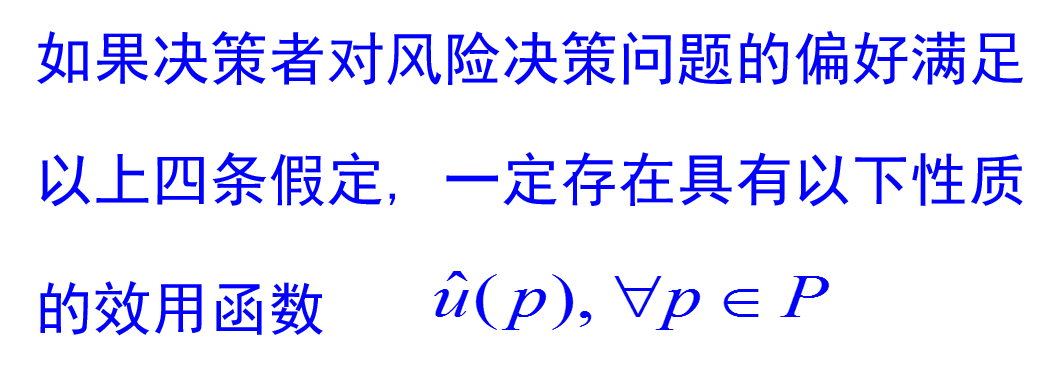 如果决策者对风险决策问题的偏好满足
以上四条假定, 一定存在具有以下性质
的效用函数 û(p), ∀p ∈ P